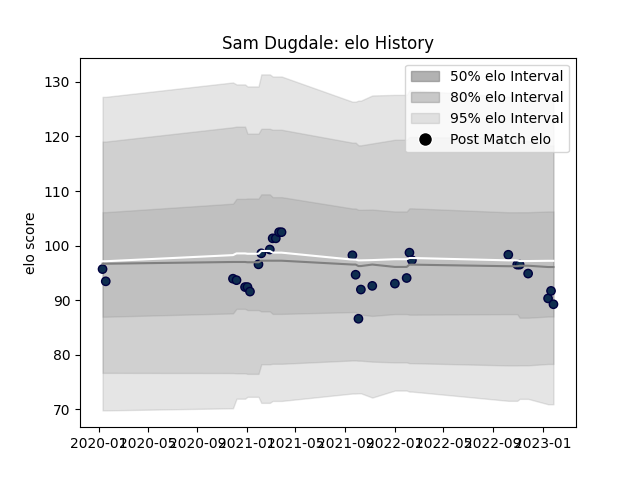 Sam Dugdale: elo History
50% elo Interval
80% elo Interval
95% elo Interval
Post Match elo
elo score
130
120
110
100
90
80
70
2020-01 2020-05 2020-09 2021-01 2021-05 2021-09 2022-01 2022-05 2022-09 2023-01